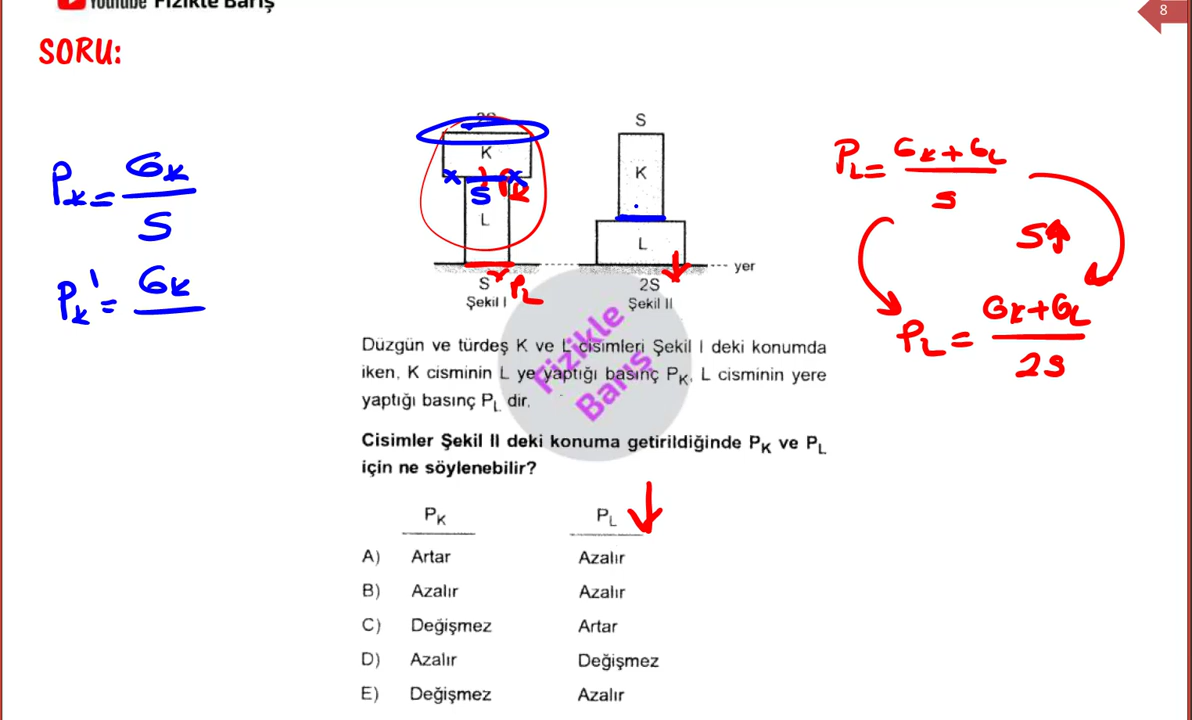 YouTube Fizikle Barış
8
SORU:
2S
K
S
L
S
Şekil I
PL
S
K
L
yer
2S
Şekil II
PK = GK / S
PK' = GK
PL = GK+GL / S
S↑
PL = GK+GL / 2S
Fizikle
Barış
Düzgün ve türdeş K ve L cisimleri Şekil I deki konumda
iken, K cisminin L ye yaptığı basınç PK, L cisminin yere
yaptığı basınç PL dir.
Cisimler Şekil II deki konuma getirildiğinde PK ve PL
için ne söylenebilir?
PK PL ↓
A) Artar Azalır
B) Azalır Azalır
C) Değişmez Artar
D) Azalır Değişmez
E) Değişmez Azalır